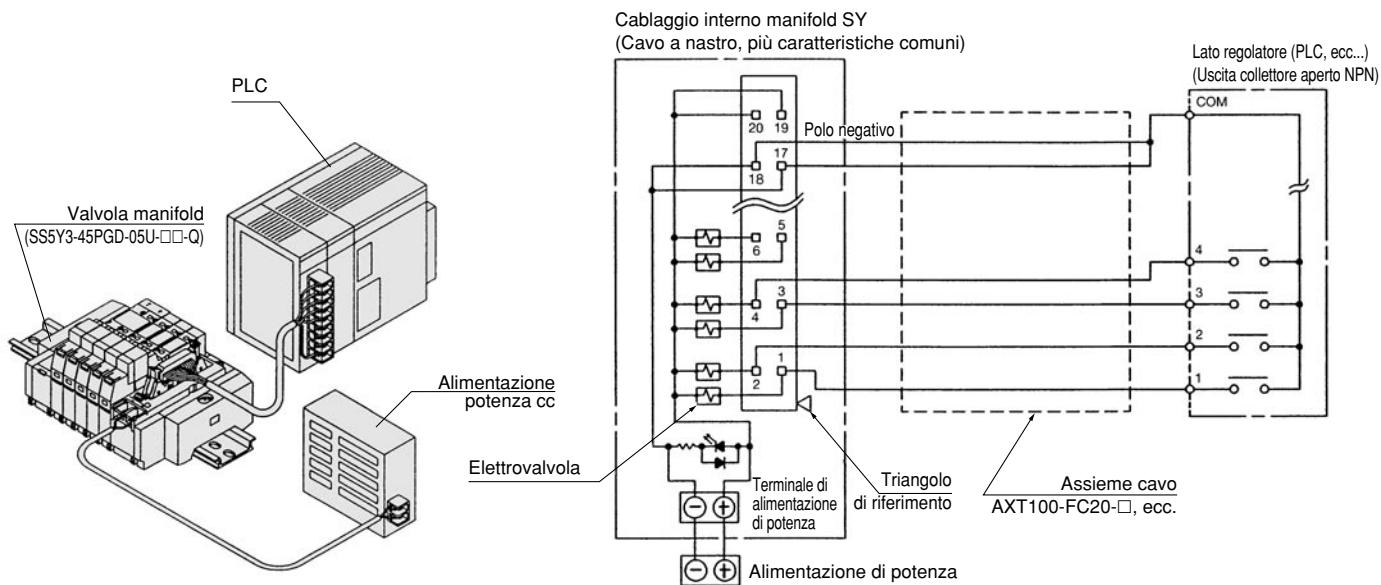 Cablaggio interno manifold SY
(Cavo a nastro, più caratteristiche comuni)
Lato regolatore (PLC, ecc...)
(Uscita collettore aperto NPN)
PLC
COM
20 19
Polo negativo
17
18
Valvola manifold
(SS5Y3-45PGD-05U-□□-Q)
5
6
4
3
4
3
2
1
2
1
Alimentazione
potenza cc
Elettrovalvola
Terminale di
alimentazione
di potenza
Triangolo
di riferimento
Assieme cavo
AXT100-FC20-□, ecc.
− +
− + Alimentazione di potenza